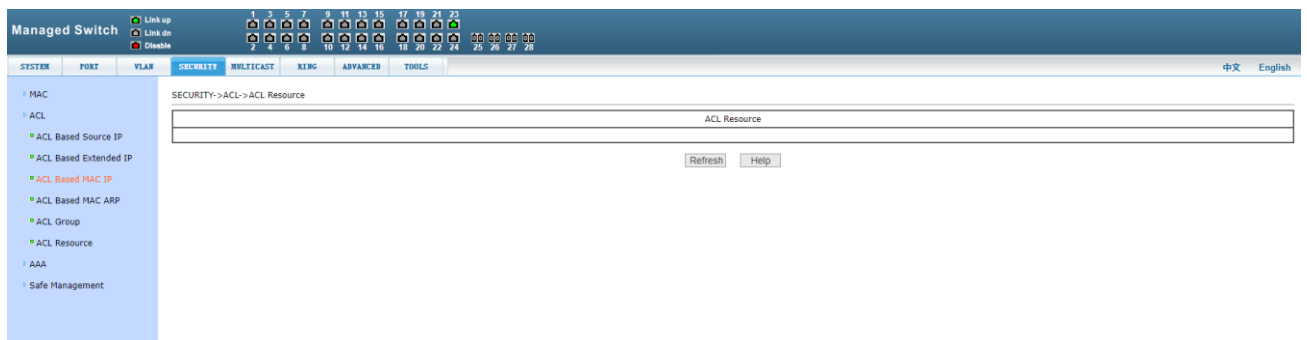 Managed Switch
Link up
Link dn
Disable
1 3 5 7 9 11 13 15 17 19 21 23
2 4 6 8 10 12 14 16 18 20 22 24 25 26 27 28
SYSTEM PORT VLAN SECURITY MULTICAST RING ADVANCED TOOLS 中文 English
MAC
ACL
ACL Based Source IP
ACL Based Extended IP
ACL Based MAC IP
ACL Based MAC ARP
ACL Group
ACL Resource
AAA
Safe Management
SECURITY->ACL->ACL Resource
ACL Resource
Refresh Help